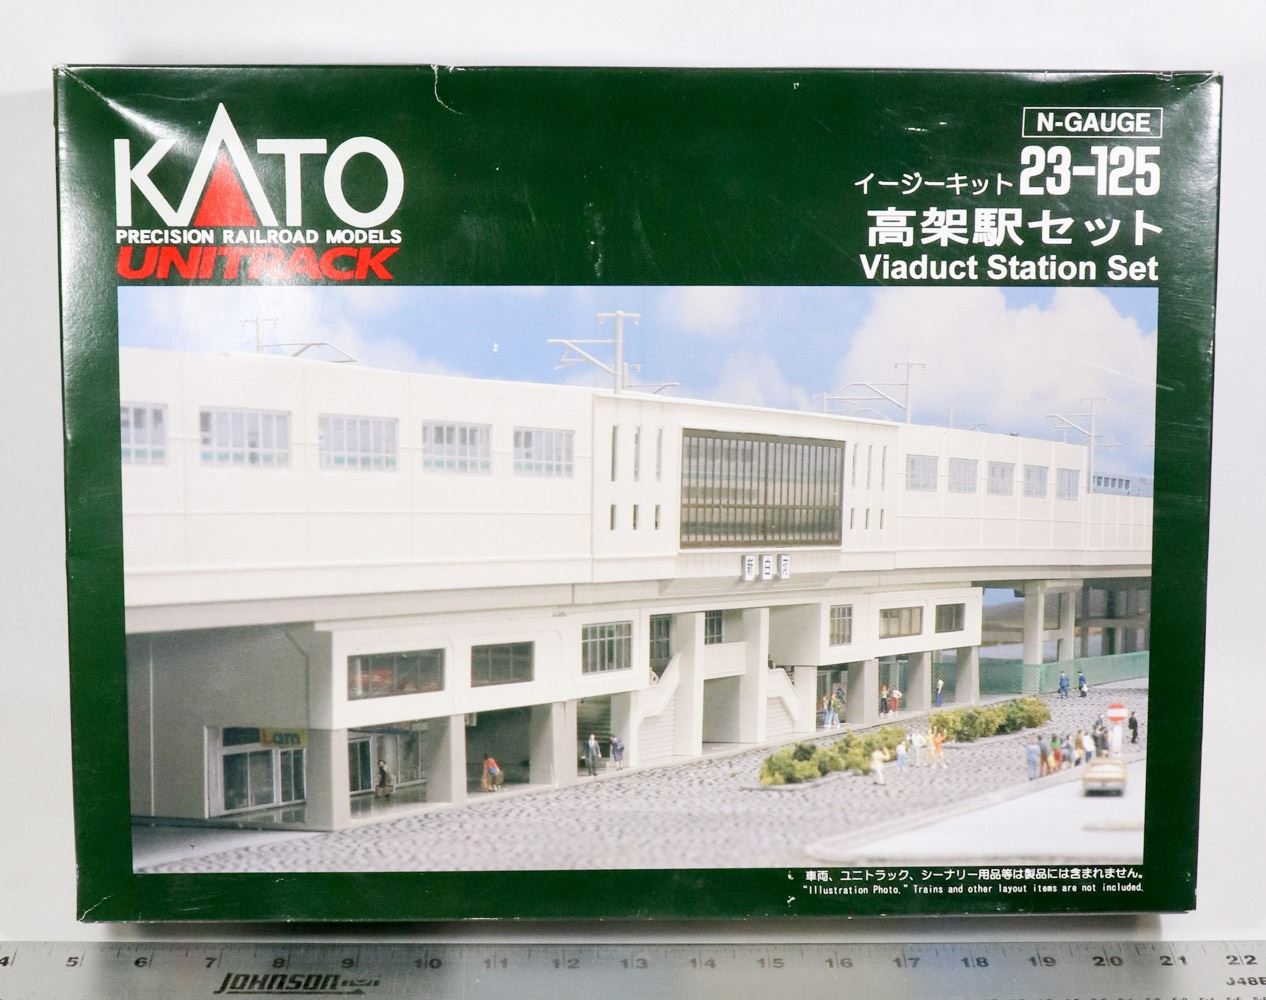 KATO
PRECISION RAILROAD MODELS
UNITRACK
N-GAUGE
イージーキット 23-125
高架駅セット
Viaduct Station Set
Lam
車両、ユニトラック、シーナリー用品等は製品には含まれません。
"Illustration Photo." Trains and other layout items are not included.
4 5 6 7 8 9 10 11 12 13 14 15 16 17 18 19 20 21 22
JOHNSON